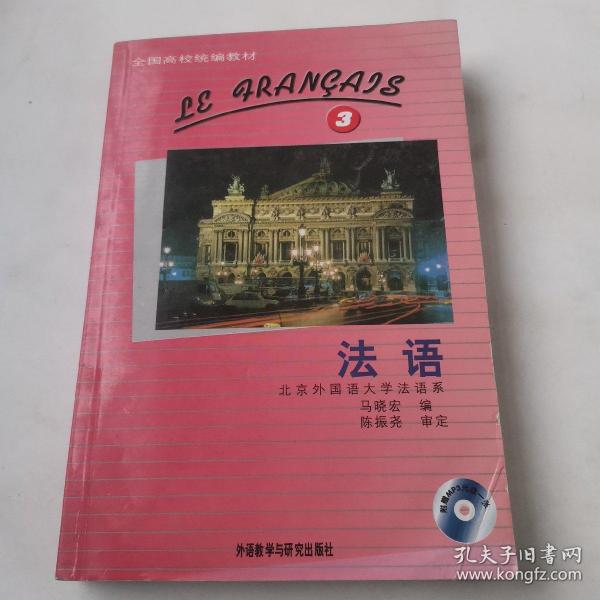 全国高校统编教材
LE FRANÇAIS
3
法语
北京外国语大学法语系
马晓宏 编
陈振尧 审定
附赠MP3光盘一张
外语教学与研究出版社
孔夫子旧书网
www.kongfz.com